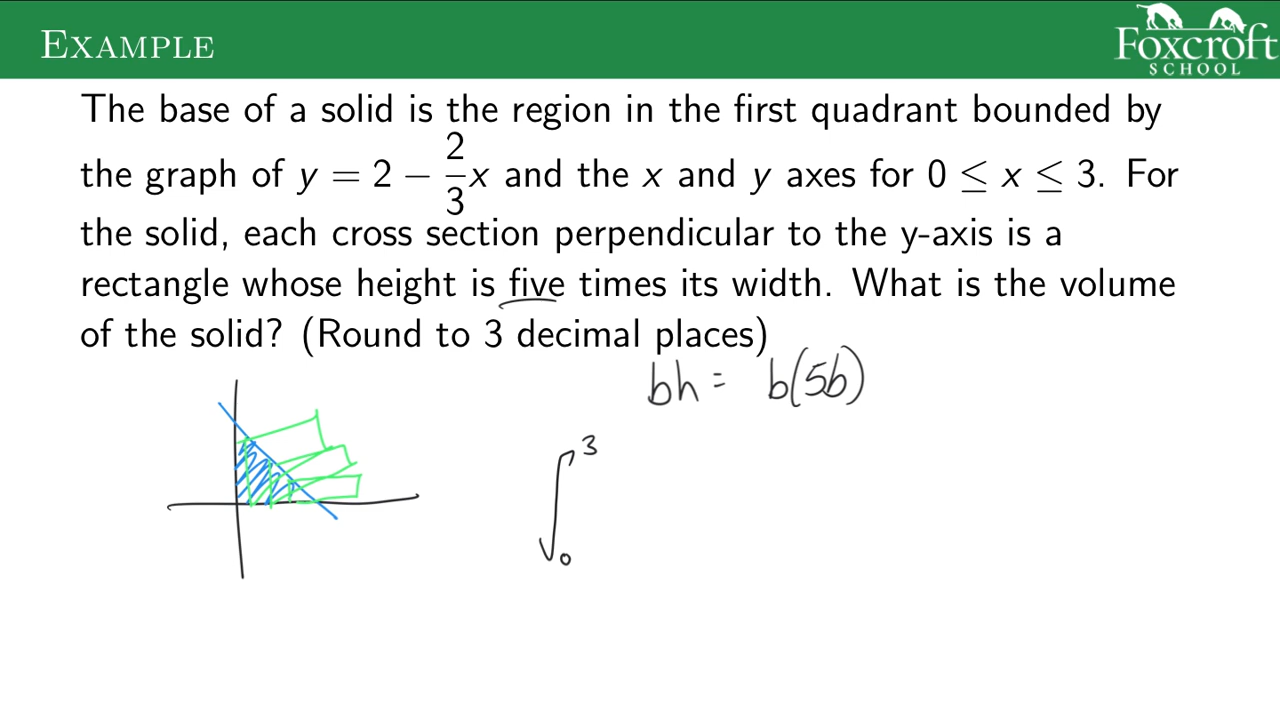 EXAMPLE
Foxcroft
SCHOOL
The base of a solid is the region in the first quadrant bounded by
the graph of y = 2 − 2/3 x and the x and y axes for 0 ≤ x ≤ 3. For
the solid, each cross section perpendicular to the y-axis is a
rectangle whose height is five times its width. What is the volume
of the solid? (Round to 3 decimal places)
bh = b(5b)
∫ 3
0